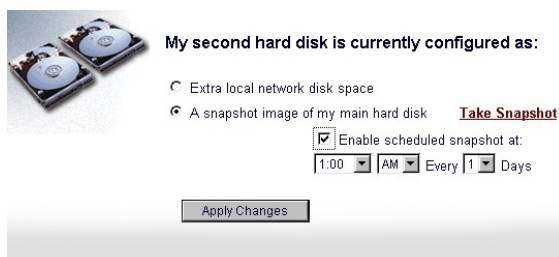 My second hard disk is currently configured as:
Extra local network disk space
A snapshot image of my main hard disk Take Snapshot
Enable scheduled snapshot at:
1:00 AM Every 1 Days
Apply Changes